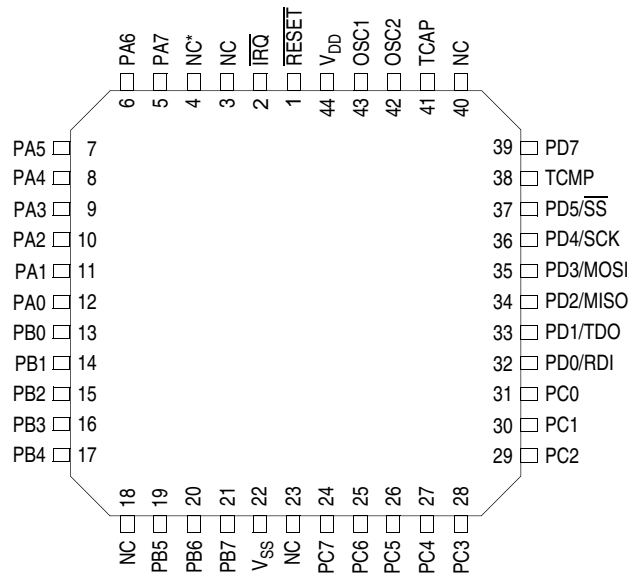 PA6 PA7 NC* NC I̅R̅Q̅ R̅E̅S̅E̅T̅ VDD OSC1 OSC2 TCAP NC
6 5 4 3 2 1 44 43 42 41 40
PA5 7 39 PD7
PA4 8 38 TCMP
PA3 9 37 PD5/S̅S̅
PA2 10 36 PD4/SCK
PA1 11 35 PD3/MOSI
PA0 12 34 PD2/MISO
PB0 13 33 PD1/TDO
PB1 14 32 PD0/RDI
PB2 15 31 PC0
PB3 16 30 PC1
PB4 17 29 PC2
18 19 20 21 22 23 24 25 26 27 28
NC PB5 PB6 PB7 VSS NC PC7 PC6 PC5 PC4 PC3